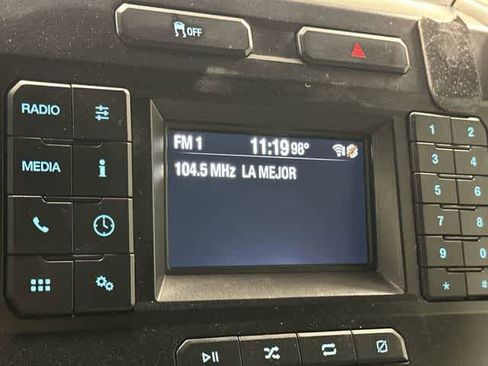 OFF
RADIO
MEDIA i
FM 1 11:19 98°
104.5 MHz LA MEJOR
1 2
3 4
5 6
7 8
9 0
* #